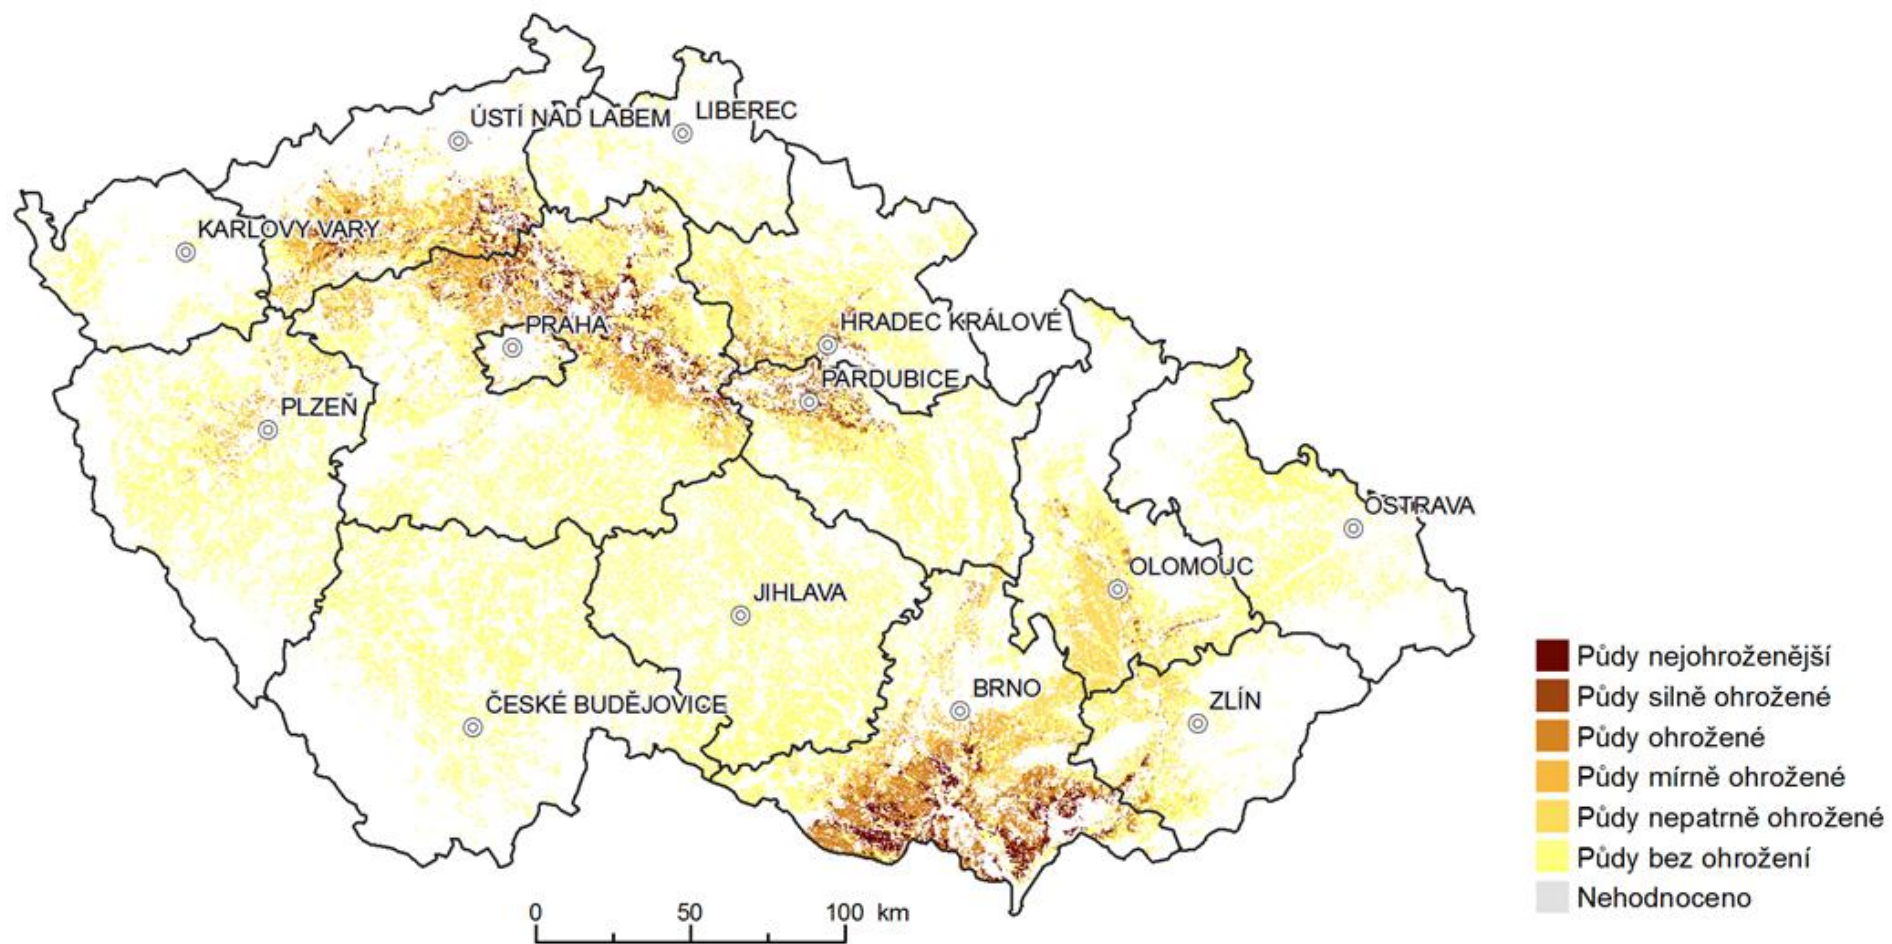 ÚSTÍ NAD LABEM
LIBEREC
KARLOVY VARY
PRAHA
HRADEC KRÁLOVÉ
PARDUBICE
PLZEŇ
OSTRAVA
OLOMOUC
JIHLAVA
BRNO
ZLÍN
ČESKÉ BUDĚJOVICE
Půdy nejohroženější
Půdy silně ohrožené
Půdy ohrožené
Půdy mírně ohrožené
Půdy nepatrně ohrožené
Půdy bez ohrožení
Nehodnoceno
0 50 100 km